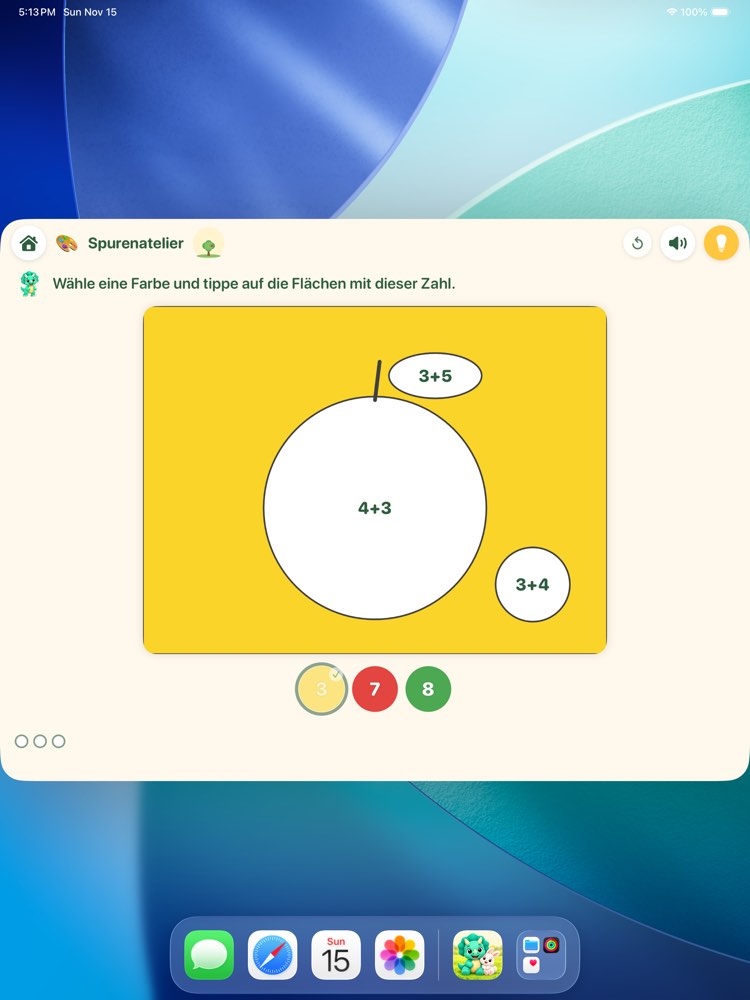 5:13 PM Sun Nov 15
100%
Spurenatelier
Wähle eine Farbe und tippe auf die Flächen mit dieser Zahl.
3+5
4+3
3+4
3
7
8
Sun
15